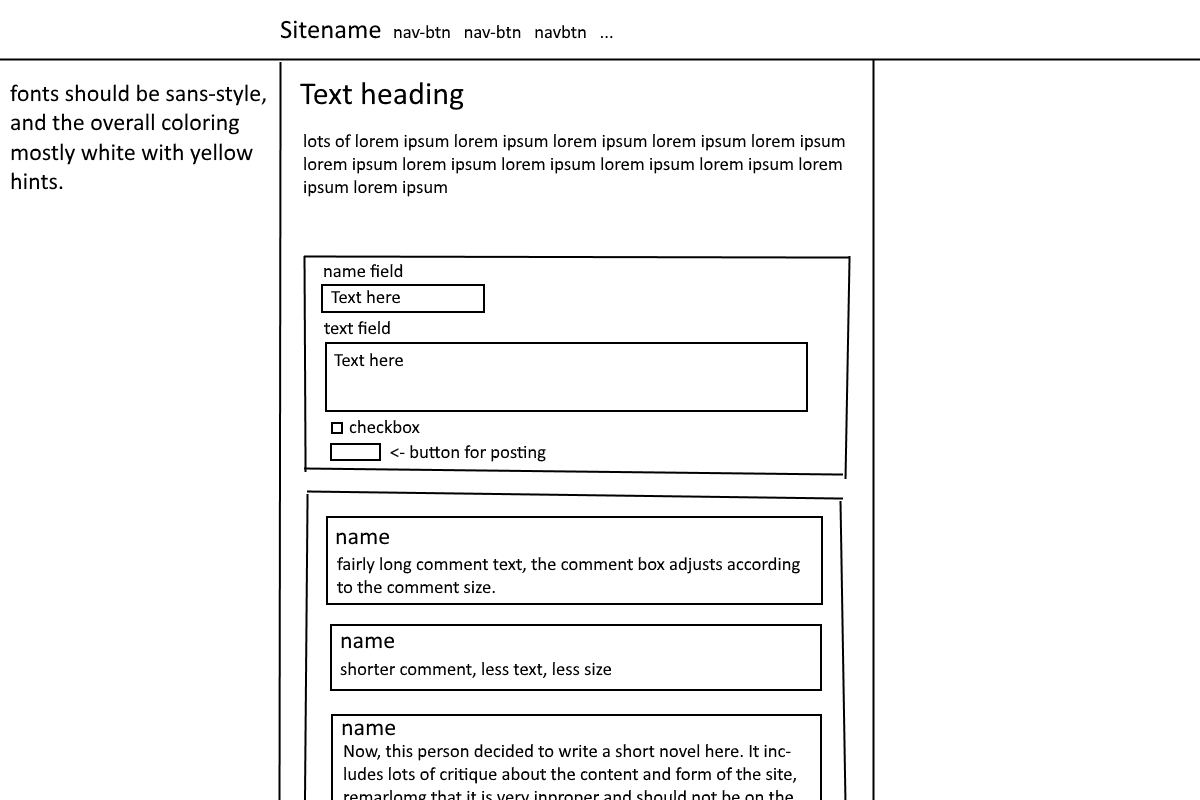 Sitename nav-btn nav-btn navbtn ...
fonts should be sans-style,
and the overall coloring
mostly white with yellow
hints.
Text heading
lots of lorem ipsum lorem ipsum lorem ipsum lorem ipsum lorem ipsum
lorem ipsum lorem ipsum lorem ipsum lorem ipsum lorem ipsum lorem
ipsum lorem ipsum
name field
Text here
text field
Text here
checkbox
<- button for posting
name
fairly long comment text, the comment box adjusts according
to the comment size.
name
shorter comment, less text, less size
name
Now, this person decided to write a short novel here. It inc-
ludes lots of critique about the content and form of the site,
remarlomg that it is very inproper and should not be on the